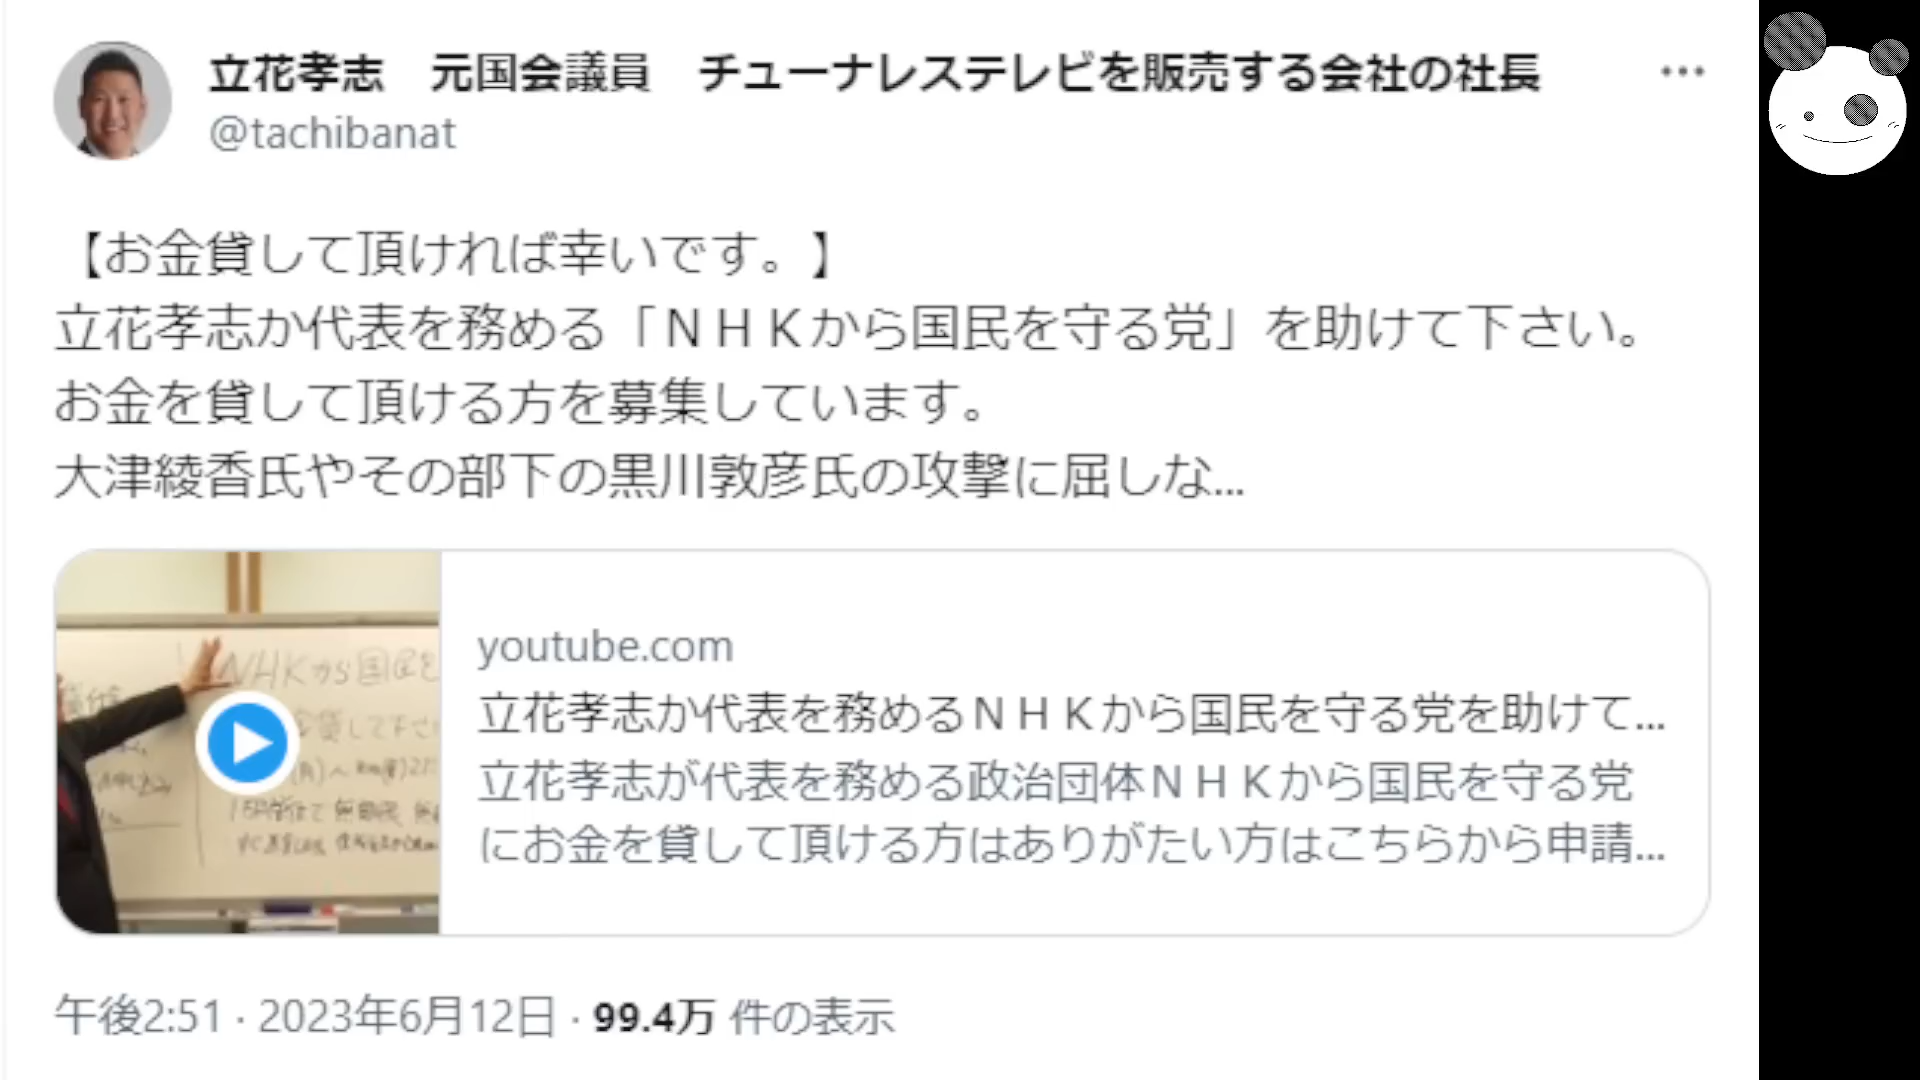 立花孝志　元国会議員　チューナレステレビを販売する会社の社長
@tachibanat
【お金貸して頂ければ幸いです。】
立花孝志か代表を務める「ＮＨＫから国民を守る党」を助けて下さい。
お金を貸して頂ける方を募集しています。
大津綾香氏やその部下の黒川敦彦氏の攻撃に屈しな...
NHKから国民を
youtube.com
立花孝志か代表を務めるＮＨＫから国民を守る党を助けて...
立花孝志が代表を務める政治団体ＮＨＫから国民を守る党
にお金を貸して頂ける方はありがたい方はこちらから申請...
午後2:51 · 2023年6月12日 · 99.4万 件の表示